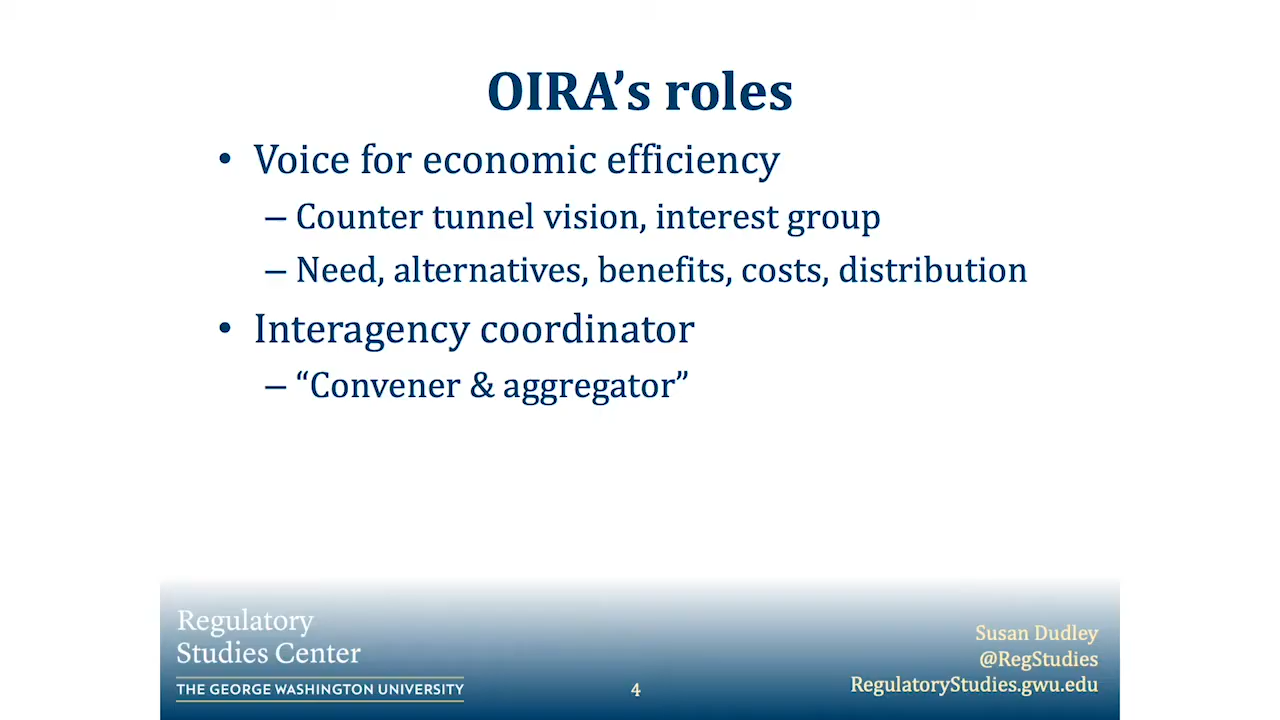 OIRA’s roles
• Voice for economic efficiency
– Counter tunnel vision, interest group
– Need, alternatives, benefits, costs, distribution
• Interagency coordinator
– “Convener & aggregator”
Regulatory
Studies Center
THE GEORGE WASHINGTON UNIVERSITY
4
Susan Dudley
@RegStudies
RegulatoryStudies.gwu.edu